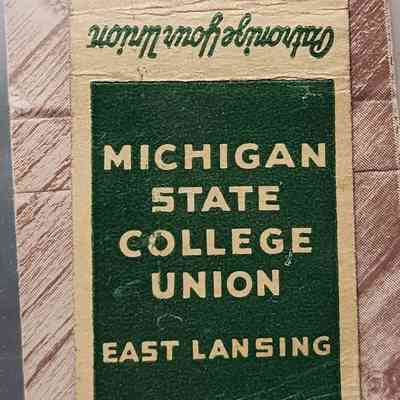 Patronize Your Union
MICHIGAN
STATE
COLLEGE
UNION
EAST LANSING